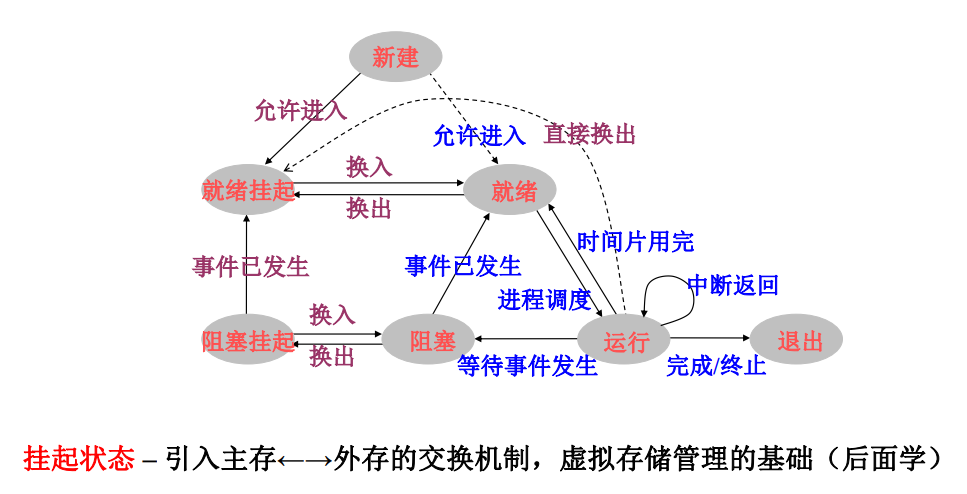 新建
允许进入
允许进入
直接换出
换入
就绪挂起
就绪
换出
时间片用完
事件已发生
事件已发生
中断返回
进程调度
换入
阻塞挂起
阻塞
运行
退出
换出
等待事件发生
完成/终止
挂起状态 – 引入主存←→外存的交换机制，虚拟存储管理的基础（后面学）